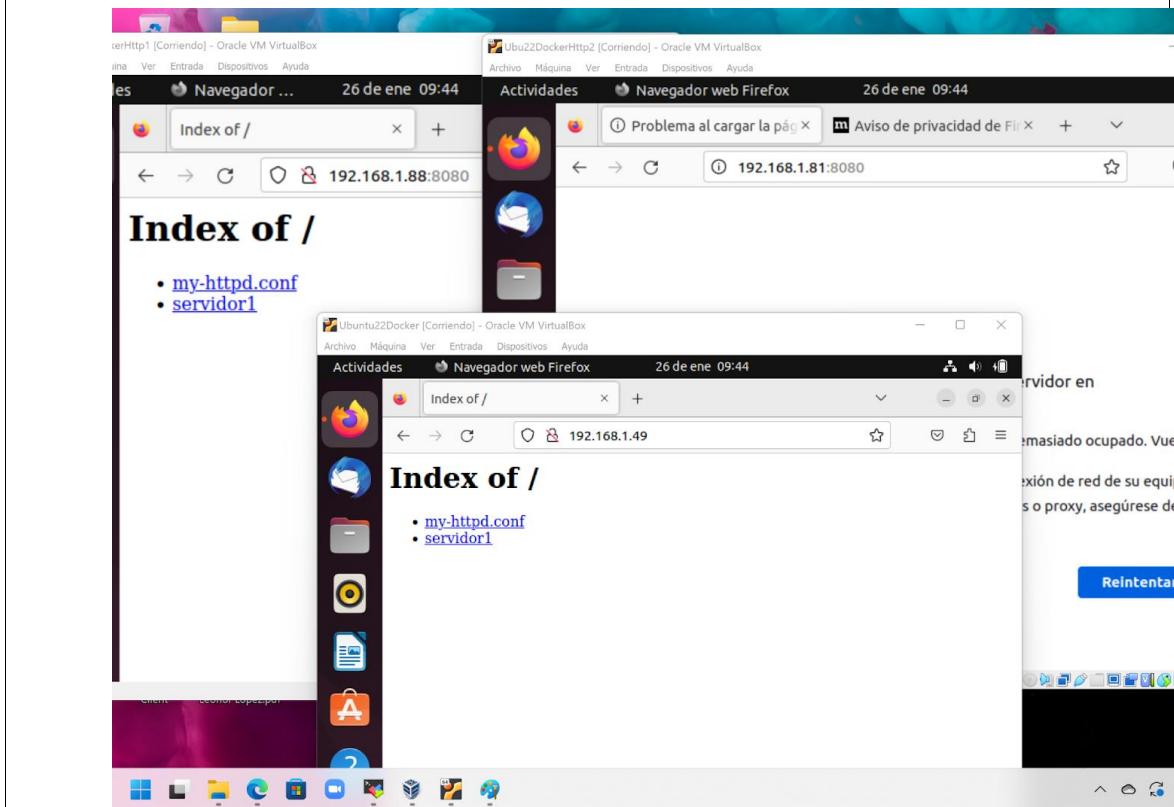 kerHttp1 [Corriendo] - Oracle VM VirtualBox
uina Ver Entrada Dispositivos Ayuda
des Navegador ... 26 de ene 09:44
Index of /
192.168.1.88:8080
Index of /
my-httpd.conf
servidor1
Ubu22DockerHttp2 [Corriendo] - Oracle VM VirtualBox
Archivo Máquina Ver Entrada Dispositivos Ayuda
Actividades Navegador web Firefox 26 de ene 09:44
Problema al cargar la pág Aviso de privacidad de Fir
192.168.1.81:8080
ervidor en
emasiado ocupado. Vue
exión de red de su equi
s o proxy, asegúrese de
Reintentar
Ubuntu22Docker [Corriendo] - Oracle VM VirtualBox
Archivo Máquina Ver Entrada Dispositivos Ayuda
Actividades Navegador web Firefox 26 de ene 09:44
Index of /
192.168.1.49
Index of /
my-httpd.conf
servidor1